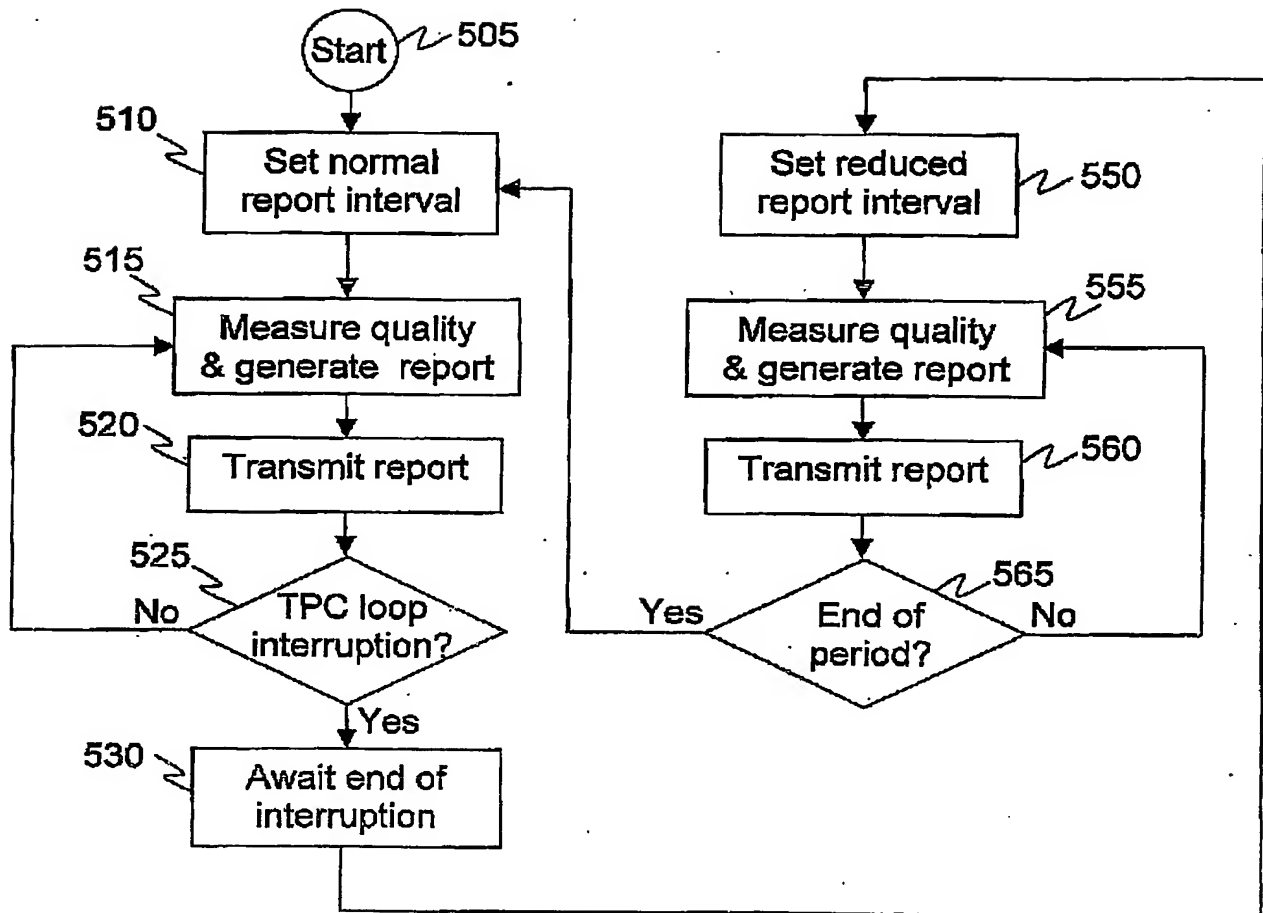 Start
505
510
Set normal
report interval
515
Measure quality
& generate report
520
Transmit report
525
No
TPC loop
interruption?
Yes
530
Await end of
interruption
Set reduced
report interval
550
555
Measure quality
& generate report
Transmit report
560
565
Yes
End of
period?
No